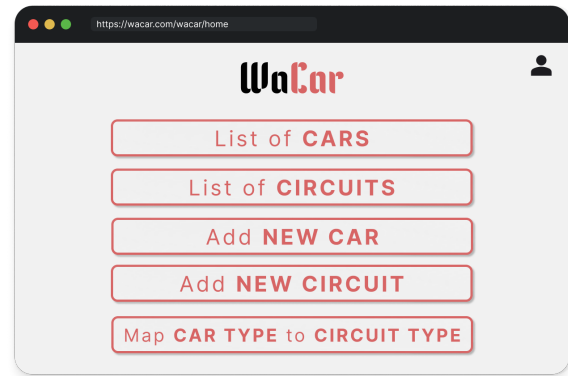 https://wacar.com/wacar/home
WaCar
List of CARS
List of CIRCUITS
Add NEW CAR
Add NEW CIRCUIT
Map CAR TYPE to CIRCUIT TYPE